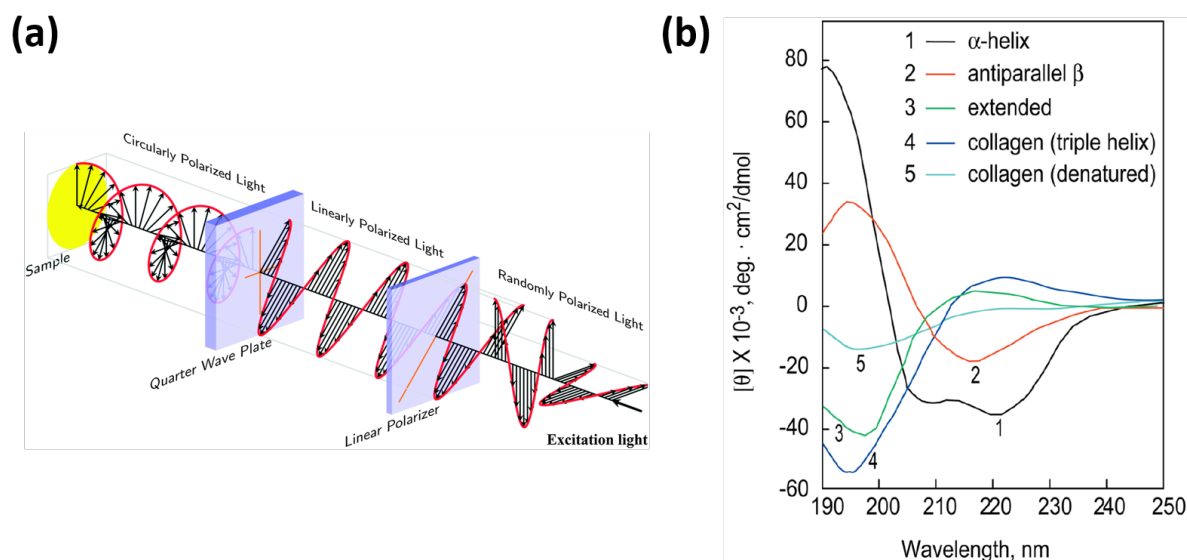 (a)
Circularly Polarized Light
Linearly Polarized Light
Randomly Polarized Light
Sample
Quarter Wave Plate
Linear Polarizer
Excitation light
(b)
1 α-helix
2 antiparallel β
3 extended
4 collagen (triple helix)
5 collagen (denatured)
[θ] X 10-3, deg. · cm2/dmol
80
60
40
20
0
-20
-40
-60
5
2
1
3
4
190 200 210 220 230 240 250
Wavelength, nm